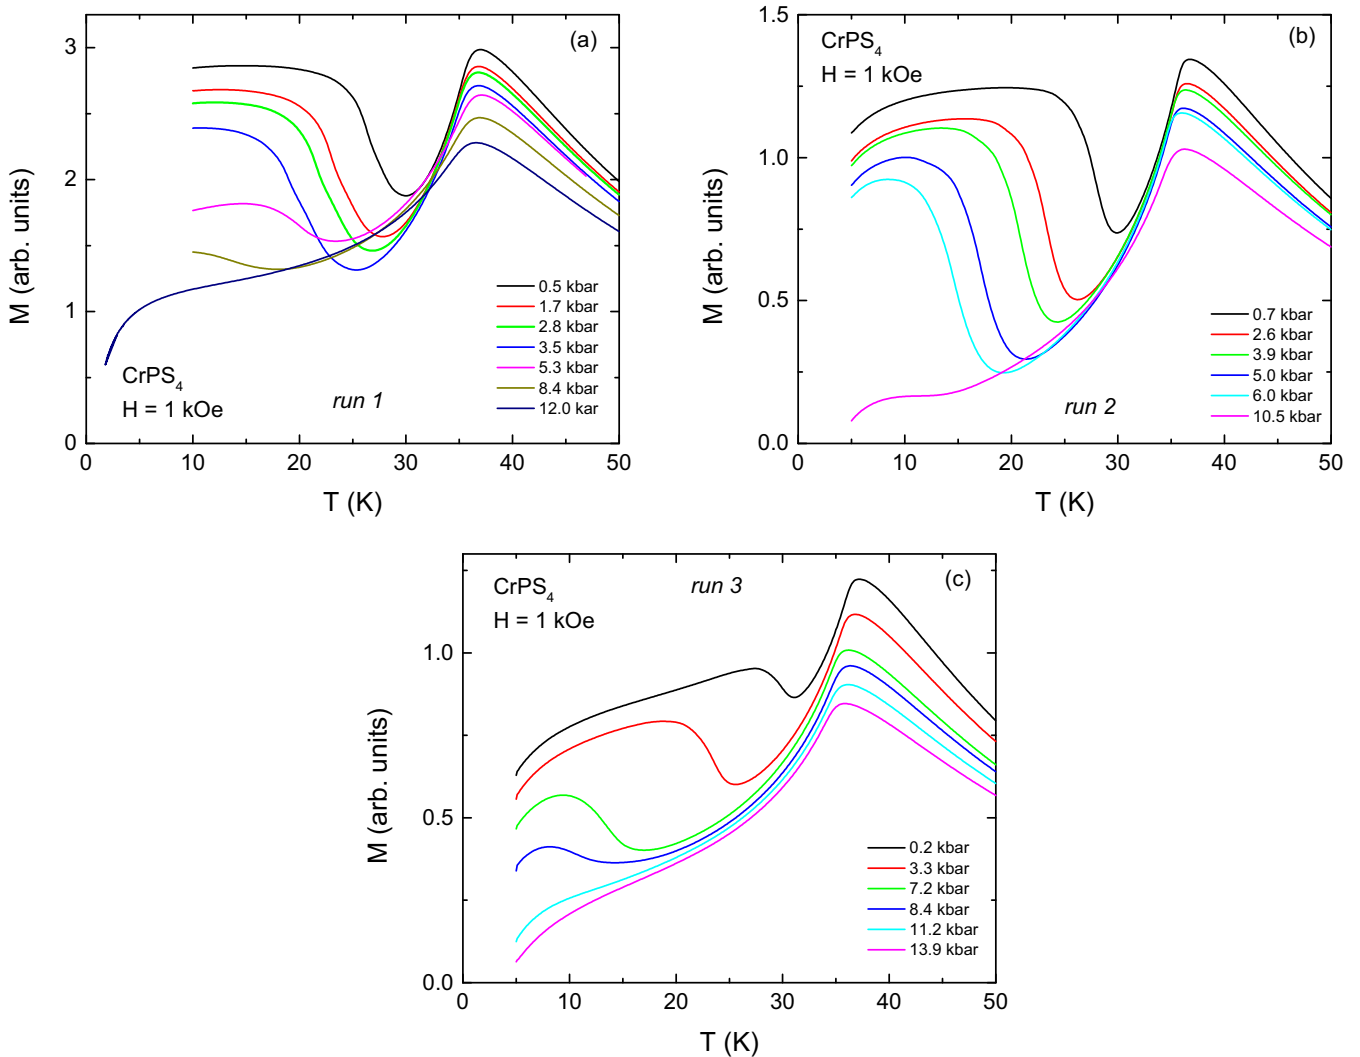 (a)
CrPS4
H = 1 kOe
run 1
M (arb. units)
3
2
1
0
0 10 20 30 40 50
T (K)
0.5 kbar
1.7 kbar
2.8 kbar
3.5 kbar
5.3 kbar
8.4 kbar
12.0 kar
(b)
CrPS4
H = 1 kOe
run 2
M (arb. units)
1.5
1.0
0.5
0.0
0 10 20 30 40 50
T (K)
0.7 kbar
2.6 kbar
3.9 kbar
5.0 kbar
6.0 kbar
10.5 kbar
(c)
CrPS4
H = 1 kOe
run 3
M (arb. units)
1.0
0.5
0.0
0 10 20 30 40 50
T (K)
0.2 kbar
3.3 kbar
7.2 kbar
8.4 kbar
11.2 kbar
13.9 kbar